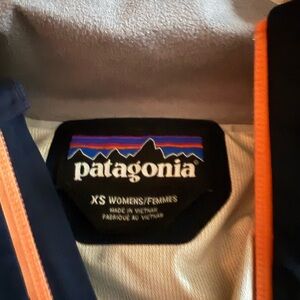 patagonia
XS WOMENS/FEMMES
MADE IN VIETNAM
FABRIQUÉ AU VIETNAM